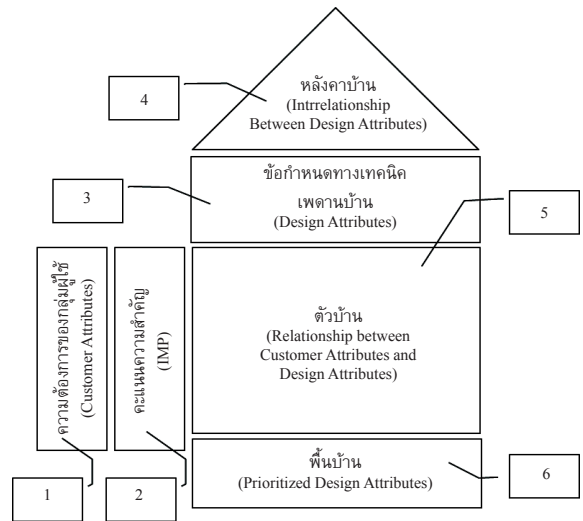 หลังคาบ้าน
(Intrrelationship
Between Design Attributes)
4
ข้อกำหนดทางเทคนิค
เพดานบ้าน
(Design Attributes)
3
5
ความต้องการของกลุ่มผู้ใช้
(Customer Attributes)
คะแนนความสำคัญ
(IMP)
ตัวบ้าน
(Relationship between
Customer Attributes and
Design Attributes)
พื้นบ้าน
(Prioritized Design Attributes)
1
2
6